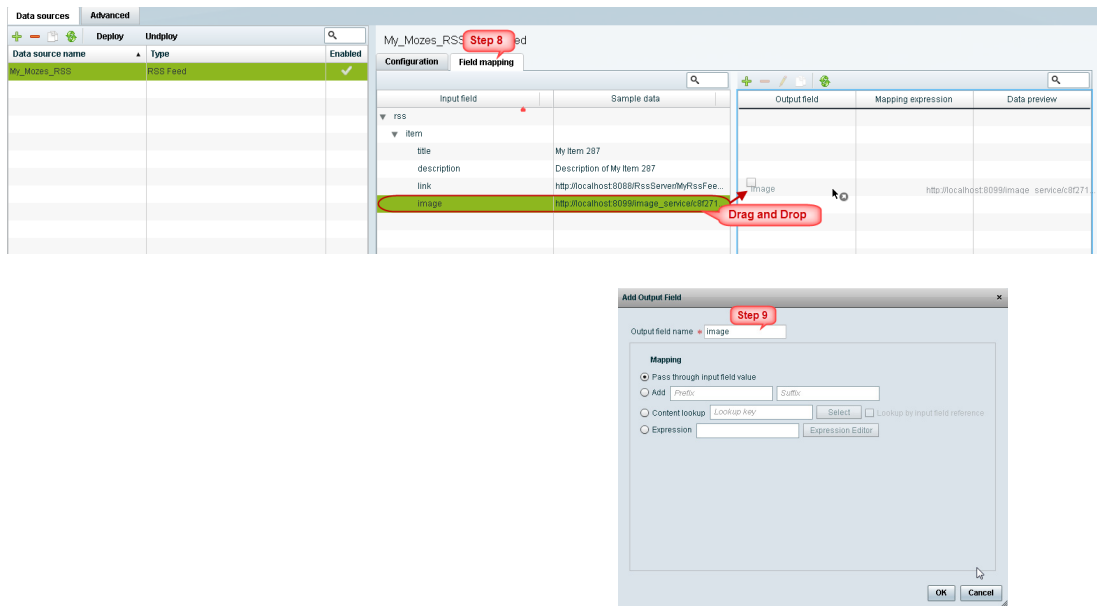 Data sources Advanced
Deploy Undploy
Data source name Type Enabled
My_Mozes_RSS RSS Feed
My_Mozes_RSS Step 8 ed
Configuration Field mapping
Input field Sample data
Output field Mapping expression Data preview
rss
item
title My Item 287
description Description of My Item 287
link http://localhost:8088/RssServer/MyRssFee...
image http://localhost:8099/image_service/c8f271...
image http://localhost:8099/image_service/c8f271...
Drag and Drop
Add Output Field
Step 9
Output field name * image
Mapping
Pass through input field value
Add Prefix Suffix
Content lookup Lookup key Select Lookup by input field reference
Expression Expression Editor
OK Cancel